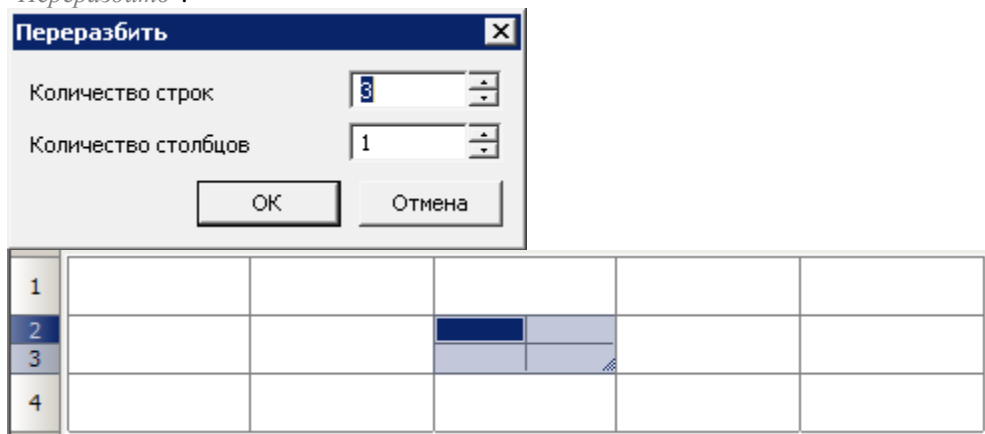 Переразбить
Количество строк 3
Количество столбцов 1
ОК Отмена
1
2
3
4